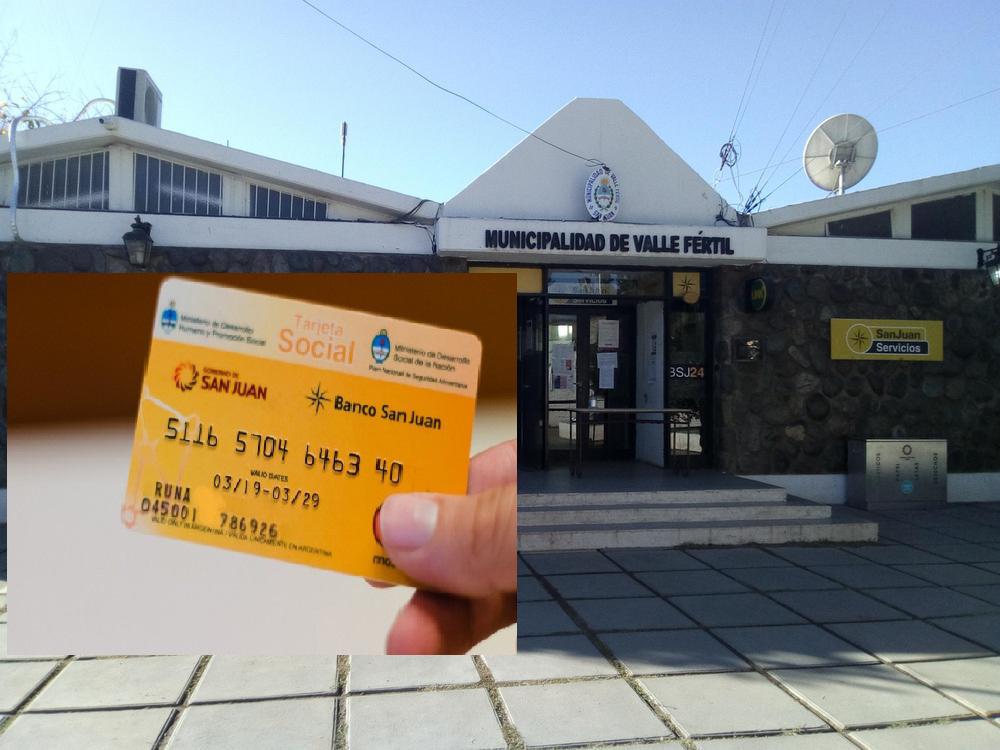 MUNICIPALIDAD DE VALLE FÉRTIL
SanJuan
Servicios
Servicios
BSJ24
Ministerio de Desarrollo
Humano y Promoción Social
Tarjeta
Social
Ministerio de Desarrollo
Social de la Nación
Plan Nacional de Seguridad Alimentaria
GOBIERNO DE
SAN JUAN
Banco San Juan
5116 5704 6463 40
VALID DATES
03/19-03/29
RUNA
045001 786926
VALID ONLY IN ARGENTINA / VALIDA UNICAMENTE EN ARGENTINA